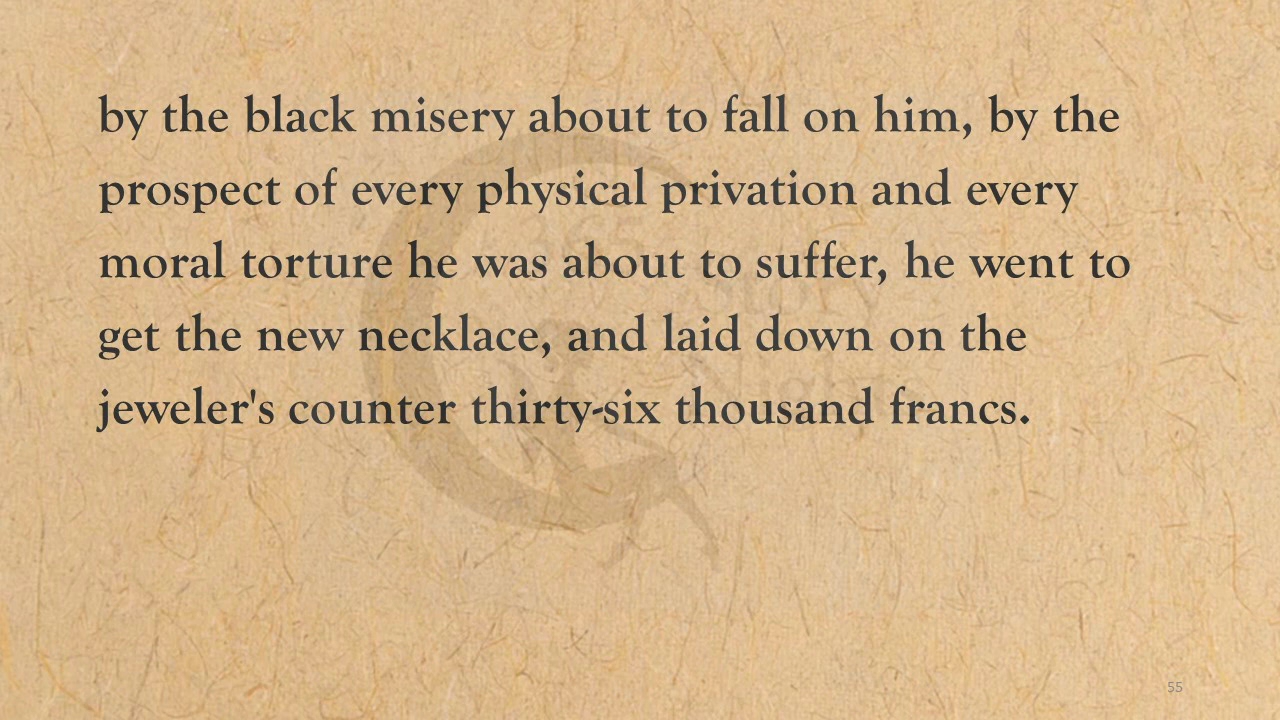 by the black misery about to fall on him, by the
prospect of every physical privation and every
moral torture he was about to suffer, he went to
get the new necklace, and laid down on the
jeweler's counter thirty-six thousand francs.
55